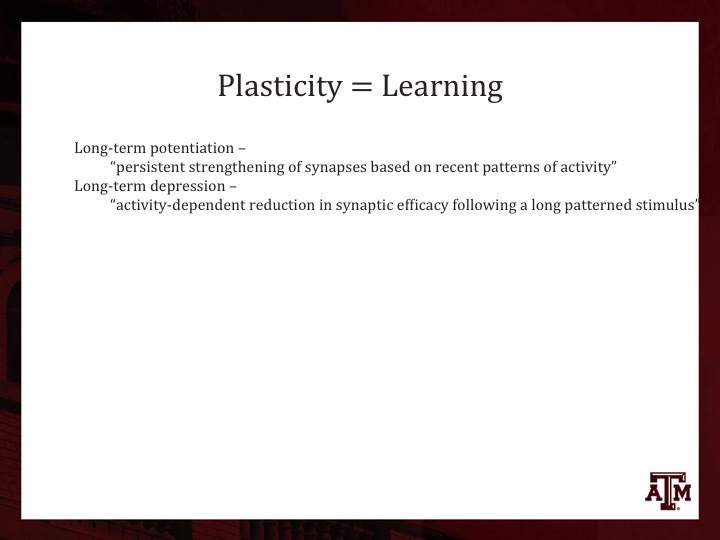 Plasticity = Learning
Long-term potentiation –
“persistent strengthening of synapses based on recent patterns of activity”
Long-term depression –
“activity-dependent reduction in synaptic efficacy following a long patterned stimulus”
ATM